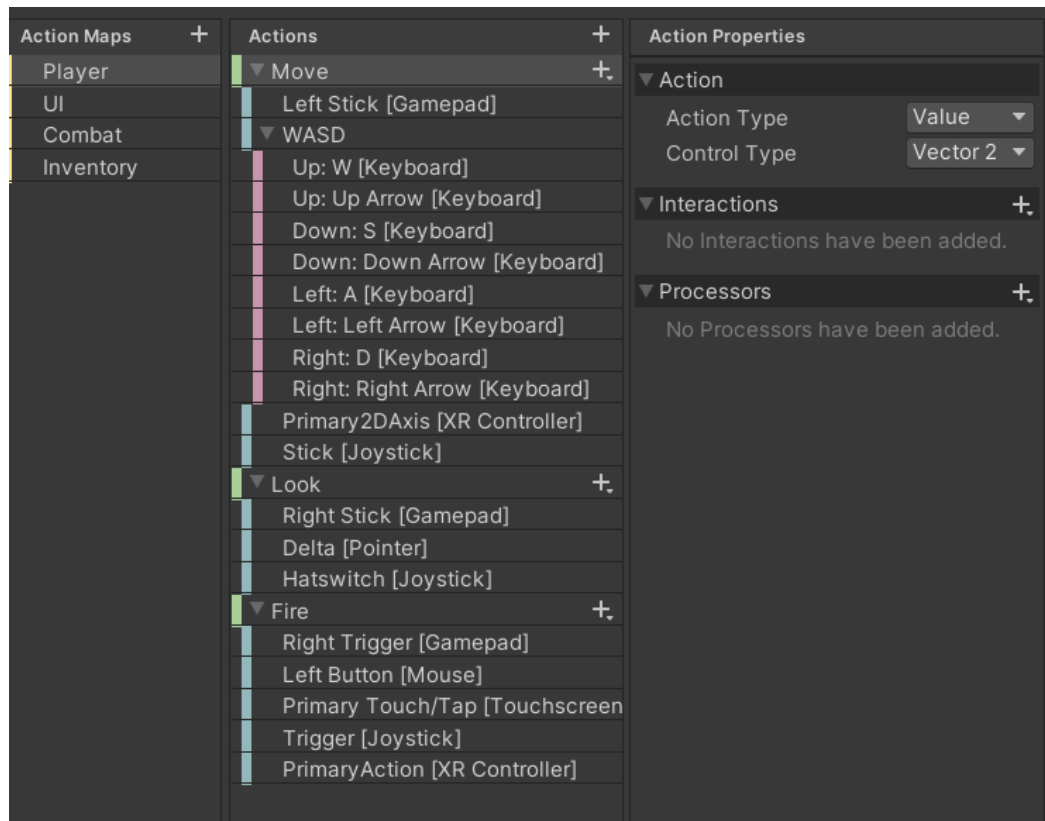 Action Maps
Player
UI
Combat
Inventory
Actions
Move
Left Stick [Gamepad]
WASD
Up: W [Keyboard]
Up: Up Arrow [Keyboard]
Down: S [Keyboard]
Down: Down Arrow [Keyboard]
Left: A [Keyboard]
Left: Left Arrow [Keyboard]
Right: D [Keyboard]
Right: Right Arrow [Keyboard]
Primary2DAxis [XR Controller]
Stick [Joystick]
Look
Right Stick [Gamepad]
Delta [Pointer]
Hatswitch [Joystick]
Fire
Right Trigger [Gamepad]
Left Button [Mouse]
Primary Touch/Tap [Touchscreen
Trigger [Joystick]
PrimaryAction [XR Controller]
Action Properties
Action
Action Type Value
Control Type Vector 2
Interactions
No Interactions have been added.
Processors
No Processors have been added.